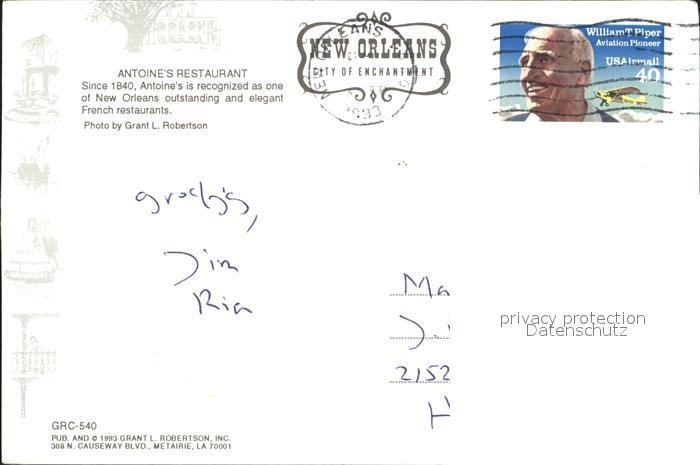 ANTOINE'S RESTAURANT
Since 1840, Antoine's is recognized as one
of New Orleans outstanding and elegant
French restaurants.
Photo by Grant L. Robertson
NEW ORLEANS
CITY OF ENCHANTMENT
1993
William T. Piper
Aviation Pioneer
USAirmail
40
Jim
Ma
2152
H
privacy protection
Datenschutz
GRC-540
PUB. AND © 1993 GRANT L. ROBERTSON, INC.
308 N. CAUSEWAY BLVD., METAIRIE, LA 70001